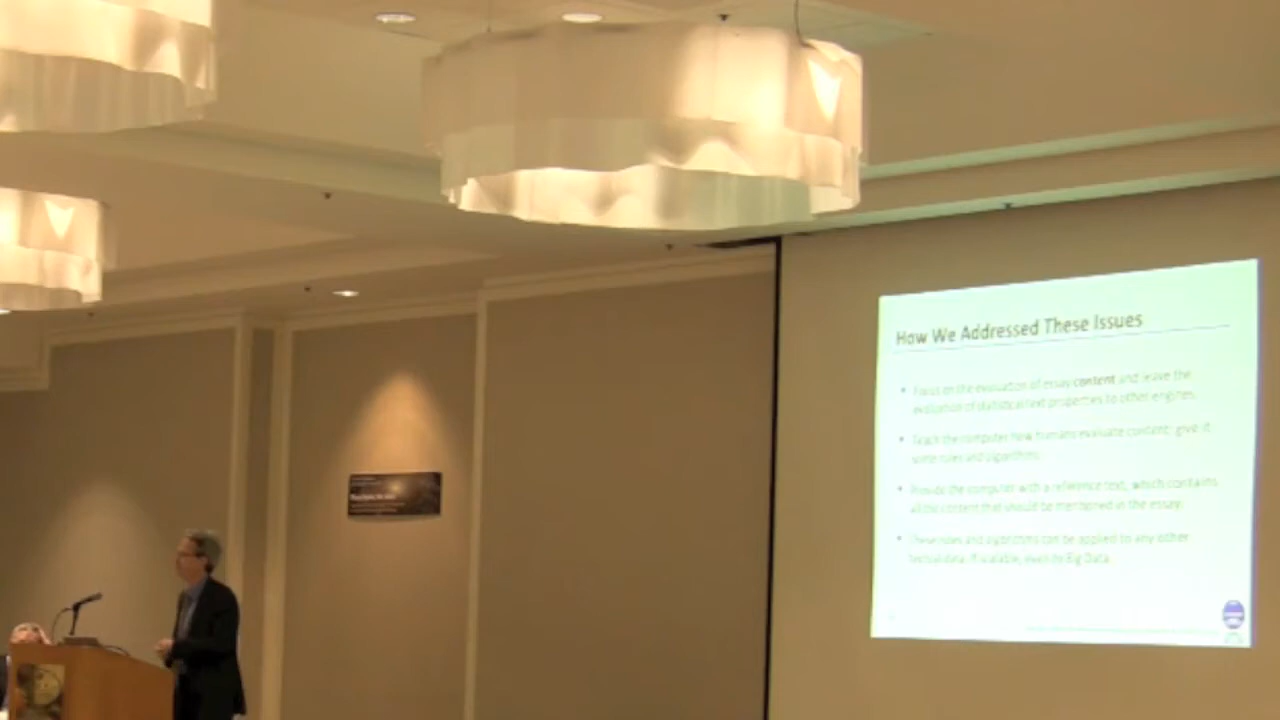 How We Addressed These Issues
• Focus on the evaluation of essay content and leave the
evaluation of statistical text properties to other engines.
• Teach the computer how humans evaluate content: give it
some rules and algorithms.
• Provide the computer with a reference text, which contains
all the content that should be mentioned in the essay.
• These rules and algorithms can be applied to any other
textual data, if scalable, even to Big Data.